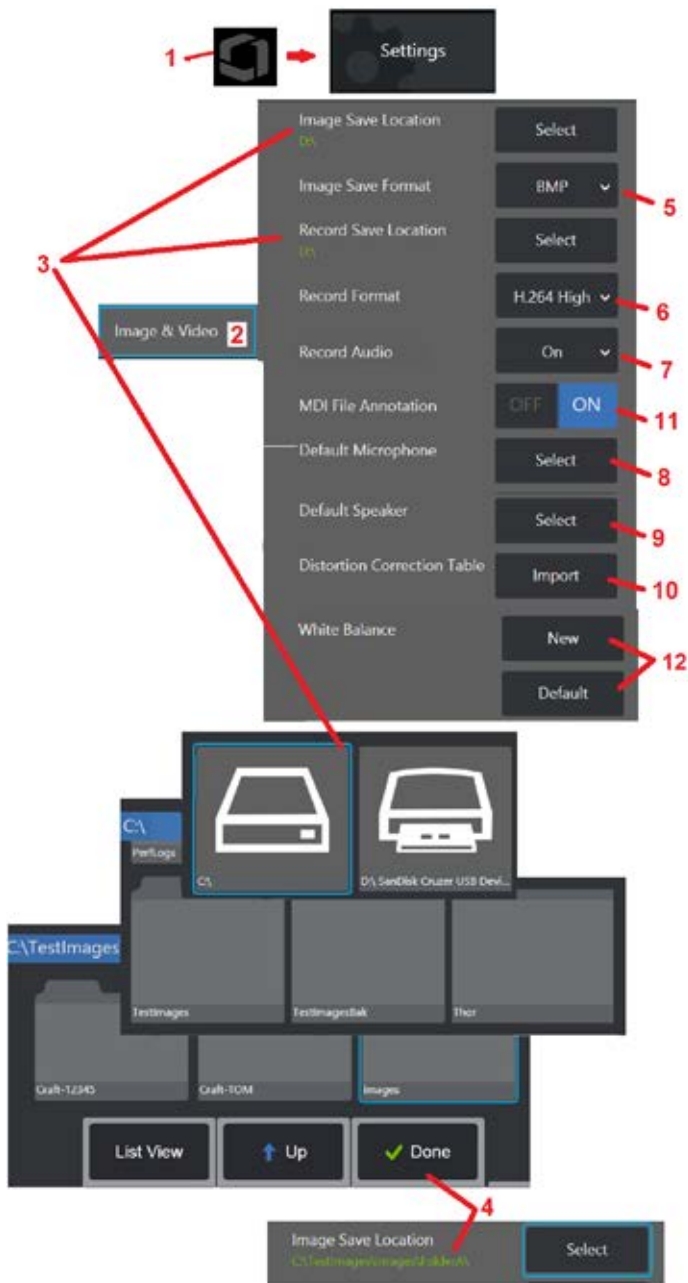 1
Settings
Image Save Location
Select
D:\
Image Save Format
BMP
5
Record Save Location
Select
D:\
3
Record Format
H.264 High
6
Image & Video 2
Record Audio
On
7
MDI File Annotation
OFF ON
11
Default Microphone
Select
8
Default Speaker
Select
9
Distortion Correction Table
Import
10
White Balance
New
12
Default
C:\
PerfLogs
C:\
D:\ SanDisk Cruzer USB Devi...
C:\TestImages
TestImages
TestImagesBak
Thor
Craft-12345
Craft-TOM
Images
List View
Up
Done
4
Image Save Location
Select